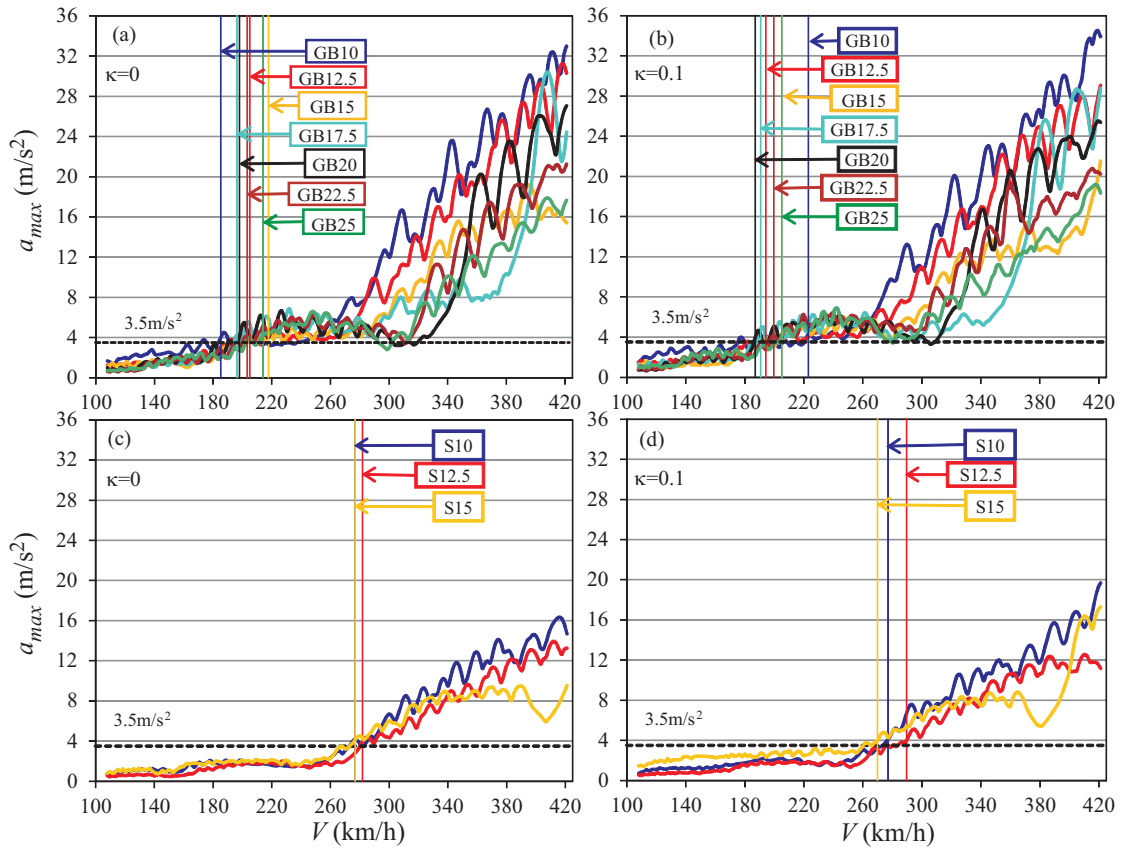 (a)
κ=0
GB10
GB12.5
GB15
GB17.5
GB20
GB22.5
GB25
3.5m/s²
36
32
28
24
20
16
12
8
4
0
100 140 180 220 260 300 340 380 420
a_max (m/s²)
(b)
κ=0.1
GB10
GB12.5
GB15
GB17.5
GB20
GB22.5
GB25
3.5m/s²
36
32
28
24
20
16
12
8
4
0
100 140 180 220 260 300 340 380 420
(c)
κ=0
S10
S12.5
S15
3.5m/s²
36
32
28
24
20
16
12
8
4
0
100 140 180 220 260 300 340 380 420
a_max (m/s²)
V (km/h)
(d)
κ=0.1
S10
S12.5
S15
3.5m/s²
36
32
28
24
20
16
12
8
4
0
100 140 180 220 260 300 340 380 420
V (km/h)